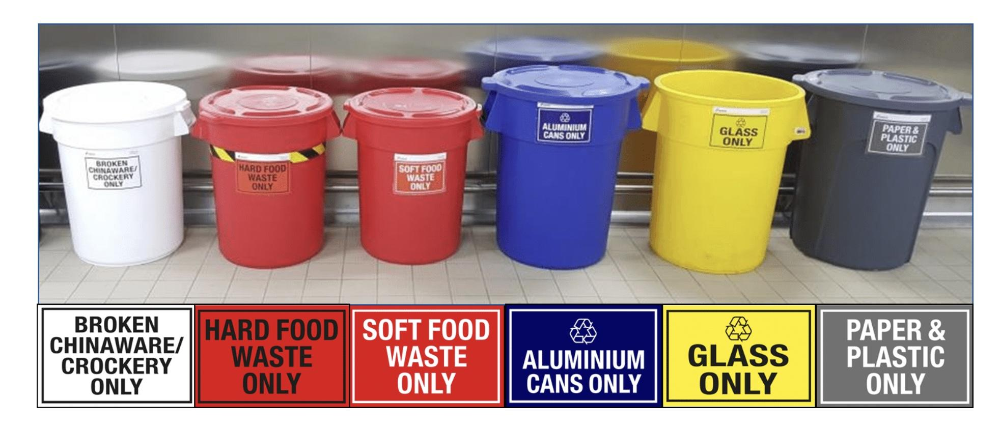 BROKEN
CHINAWARE/
CROCKERY
ONLY
HARD FOOD
WASTE
ONLY
SOFT FOOD
WASTE
ONLY
ALUMINIUM
CANS ONLY
GLASS
ONLY
PAPER &
PLASTIC
ONLY
BROKEN
CHINAWARE/
CROCKERY
ONLY
HARD FOOD
WASTE
ONLY
SOFT FOOD
WASTE
ONLY
ALUMINIUM
CANS ONLY
GLASS
ONLY
PAPER &
PLASTIC
ONLY